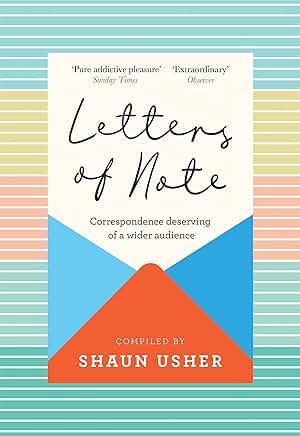 ‘Pure addictive pleasure’ ‘Extraordinary’
Sunday Times Observer
Letters
of Note
Correspondence deserving
of a wider audience
COMPILED BY
SHAUN USHER